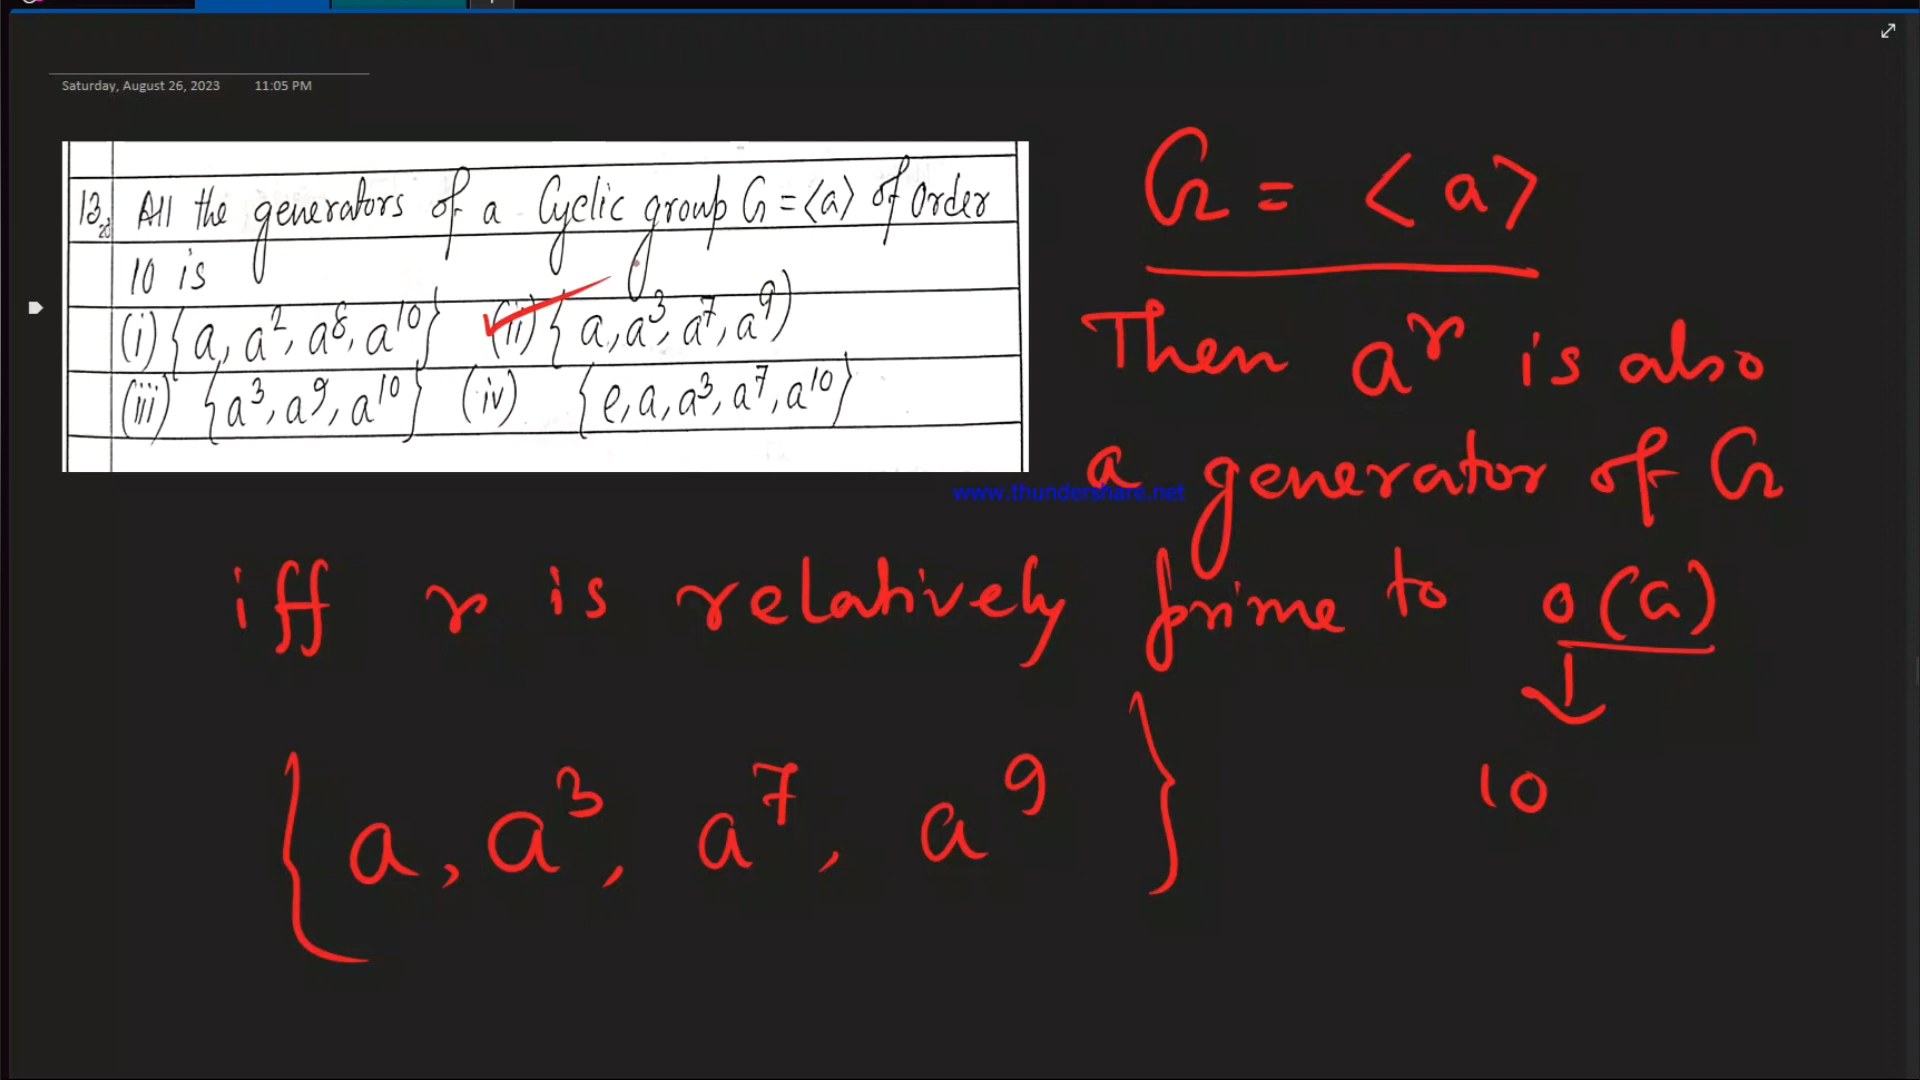 Saturday, August 26, 2023 11:05 PM
13. All the generators of a Cyclic group G = ⟨a⟩ of order
10 is
(i) {a, a², a⁸, a¹⁰} (ii) {a, a³, a⁷, a⁹)
(iii) {a³, a⁹, a¹⁰} (iv) {e, a, a³, a⁷, a¹⁰}
G = <a>
Then aʳ is also
a generator of G
www.thundershare.net
iff r is relatively prime to o(G)
10
{a, a³, a⁷, a⁹}